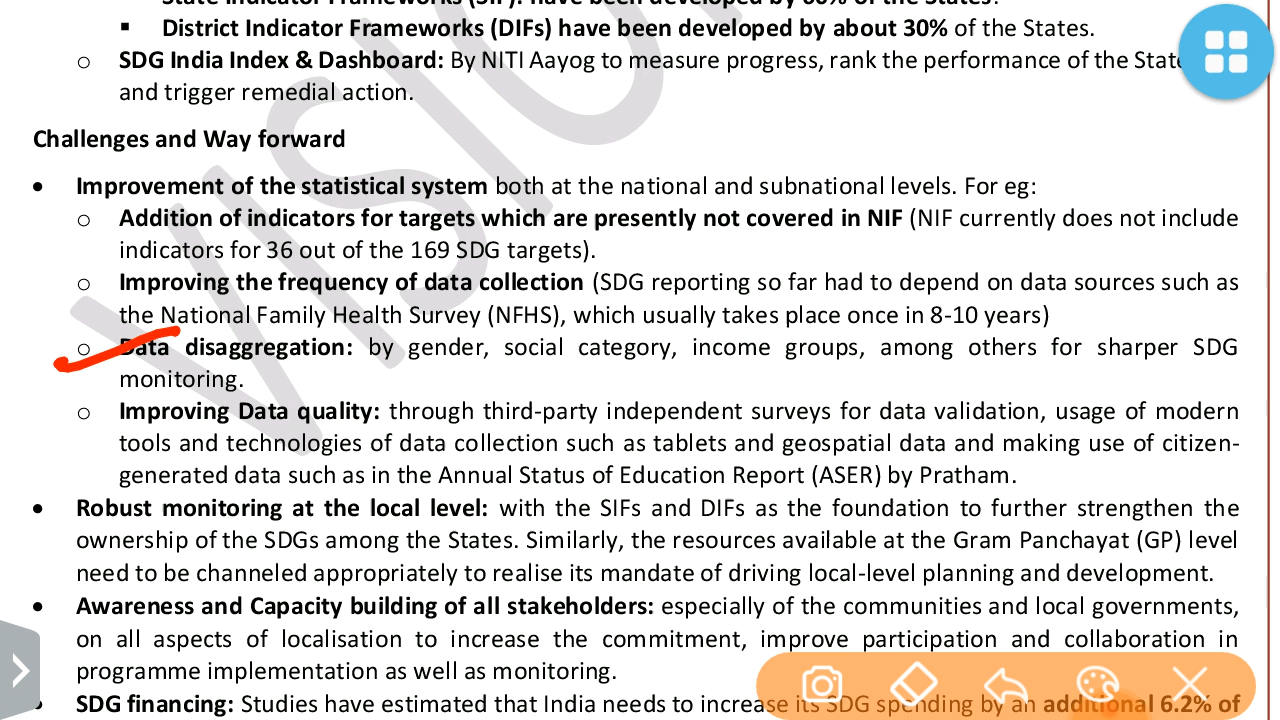 State Indicator Frameworks (SIF): have been developed by 60% of the States.
▪ District Indicator Frameworks (DIFs) have been developed by about 30% of the States.
o SDG India Index & Dashboard: By NITI Aayog to measure progress, rank the performance of the State
and trigger remedial action.
Challenges and Way forward
• Improvement of the statistical system both at the national and subnational levels. For eg:
o Addition of indicators for targets which are presently not covered in NIF (NIF currently does not include
indicators for 36 out of the 169 SDG targets).
o Improving the frequency of data collection (SDG reporting so far had to depend on data sources such as
the National Family Health Survey (NFHS), which usually takes place once in 8-10 years)
o Data disaggregation: by gender, social category, income groups, among others for sharper SDG
monitoring.
o Improving Data quality: through third-party independent surveys for data validation, usage of modern
tools and technologies of data collection such as tablets and geospatial data and making use of citizen-
generated data such as in the Annual Status of Education Report (ASER) by Pratham.
• Robust monitoring at the local level: with the SIFs and DIFs as the foundation to further strengthen the
ownership of the SDGs among the States. Similarly, the resources available at the Gram Panchayat (GP) level
need to be channeled appropriately to realise its mandate of driving local-level planning and development.
• Awareness and Capacity building of all stakeholders: especially of the communities and local governments,
on all aspects of localisation to increase the commitment, improve participation and collaboration in
programme implementation as well as monitoring.
• SDG financing: Studies have estimated that India needs to increase its SDG spending by an additional 6.2% of